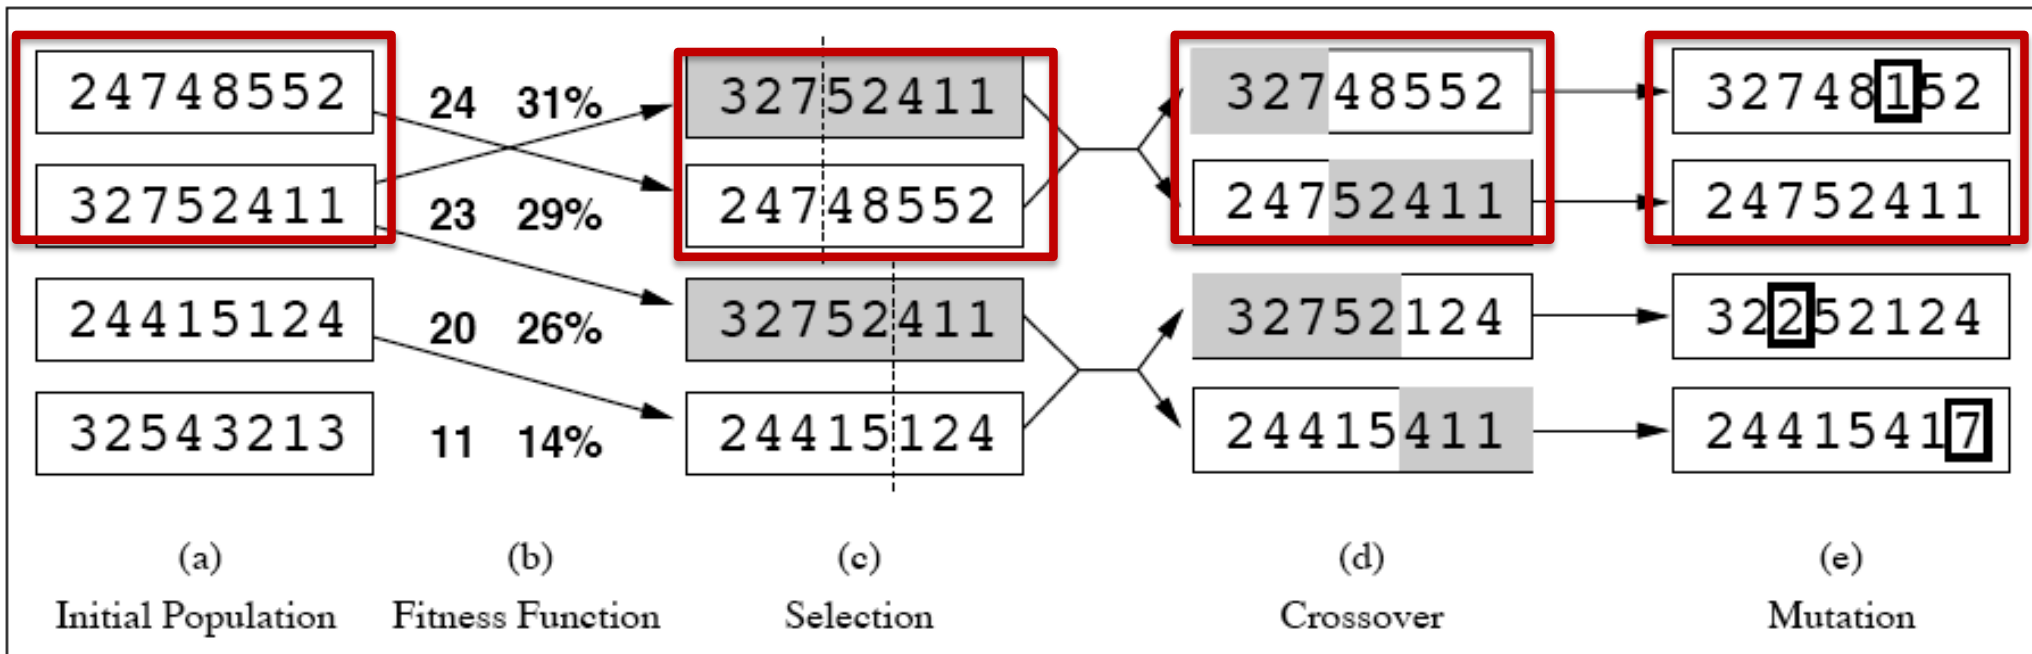 24748552 24 31% 32752411 32748552 32748152
32752411 23 29% 24748552 24752411 24752411
24415124 20 26% 32752411 32752124 32252124
32543213 11 14% 24415124 24415411 24415417
(a) (b) (c) (d) (e)
Initial Population Fitness Function Selection Crossover Mutation